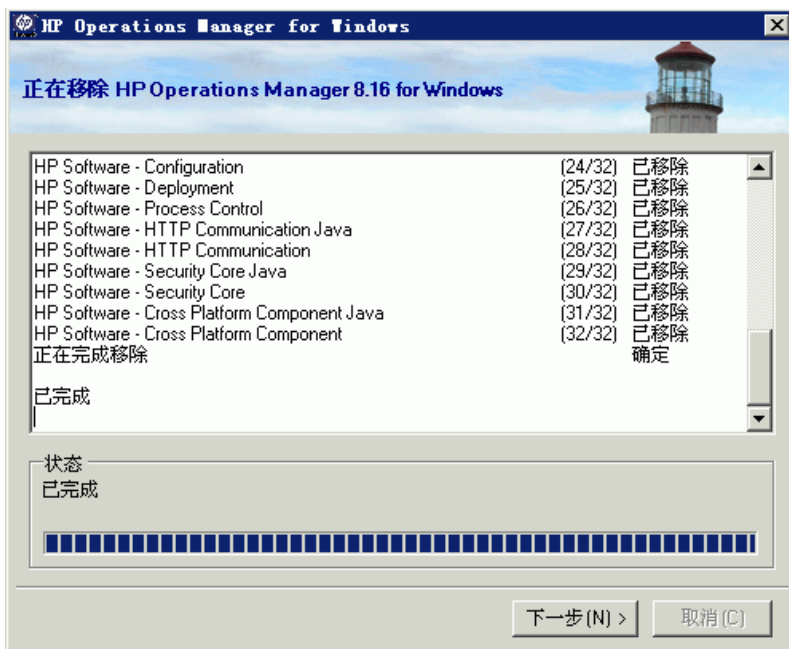 HP Operations Manager for Windows
正在移除 HP Operations Manager 8.16 for Windows
HP Software - Configuration (24/32) 已移除
HP Software - Deployment (25/32) 已移除
HP Software - Process Control (26/32) 已移除
HP Software - HTTP Communication Java (27/32) 已移除
HP Software - HTTP Communication (28/32) 已移除
HP Software - Security Core Java (29/32) 已移除
HP Software - Security Core (30/32) 已移除
HP Software - Cross Platform Component Java (31/32) 已移除
HP Software - Cross Platform Component (32/32) 已移除
正在完成移除 确定
已完成
状态
已完成
下一步(N) > 取消(C)